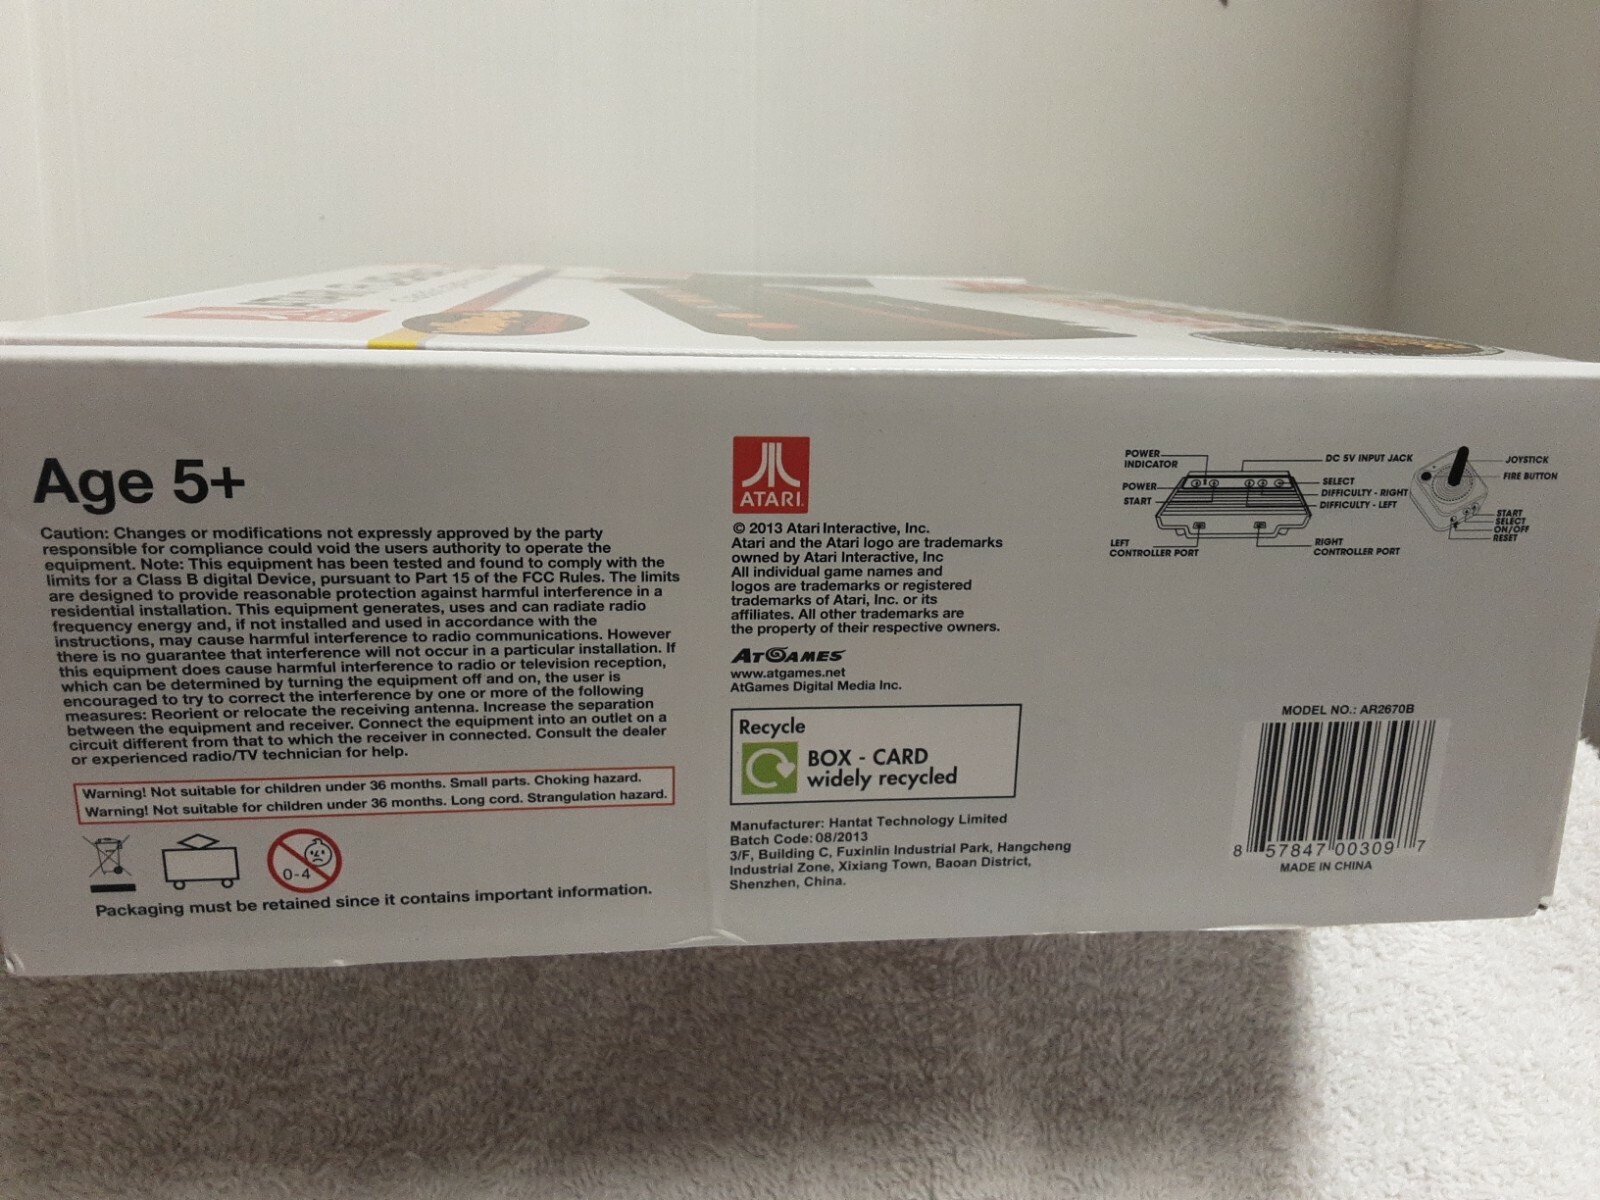 Age 5+
Caution: Changes or modifications not expressly approved by the party
responsible for compliance could void the users authority to operate the
equipment. Note: This equipment has been tested and found to comply with the
limits for a Class B digital Device, pursuant to Part 15 of the FCC Rules. The limits
are designed to provide reasonable protection against harmful interference in a
residential installation. This equipment generates, uses and can radiate radio
frequency energy and, if not installed and used in accordance with the
instructions, may cause harmful interference to radio communications. However
there is no guarantee that interference will not occur in a particular installation. If
this equipment does cause harmful interference to radio or television reception,
which can be determined by turning the equipment off and on, the user is
encouraged to try to correct the interference by one or more of the following
measures: Reorient or relocate the receiving antenna. Increase the separation
between the equipment and receiver. Connect the equipment into an outlet on a
circuit different from that to which the receiver in connected. Consult the dealer
or experienced radio/TV technician for help.
Warning! Not suitable for children under 36 months. Small parts. Choking hazard.
Warning! Not suitable for children under 36 months. Long cord. Strangulation hazard.
0-4
Packaging must be retained since it contains important information.
ATARI
© 2013 Atari Interactive, Inc.
Atari and the Atari logo are trademarks
owned by Atari Interactive, Inc
All individual game names and
logos are trademarks or registered
trademarks of Atari, Inc. or its
affiliates. All other trademarks are
the property of their respective owners.
ATGAMES
www.atgames.net
AtGames Digital Media Inc.
Recycle
BOX - CARD
widely recycled
Manufacturer: Hantat Technology Limited
Batch Code: 08/2013
3/F, Building C, Fuxinlin Industrial Park, Hangcheng
Industrial Zone, Xixiang Town, Baoan District,
Shenzhen, China.
POWER
INDICATOR
POWER
START
LEFT
CONTROLLER PORT
DC 5V INPUT JACK
SELECT
DIFFICULTY - RIGHT
DIFFICULTY - LEFT
RIGHT
CONTROLLER PORT
JOYSTICK
FIRE BUTTON
START
SELECT
ON/OFF
RESET
MODEL NO.: AR2670B
8 57847 00309 7
MADE IN CHINA